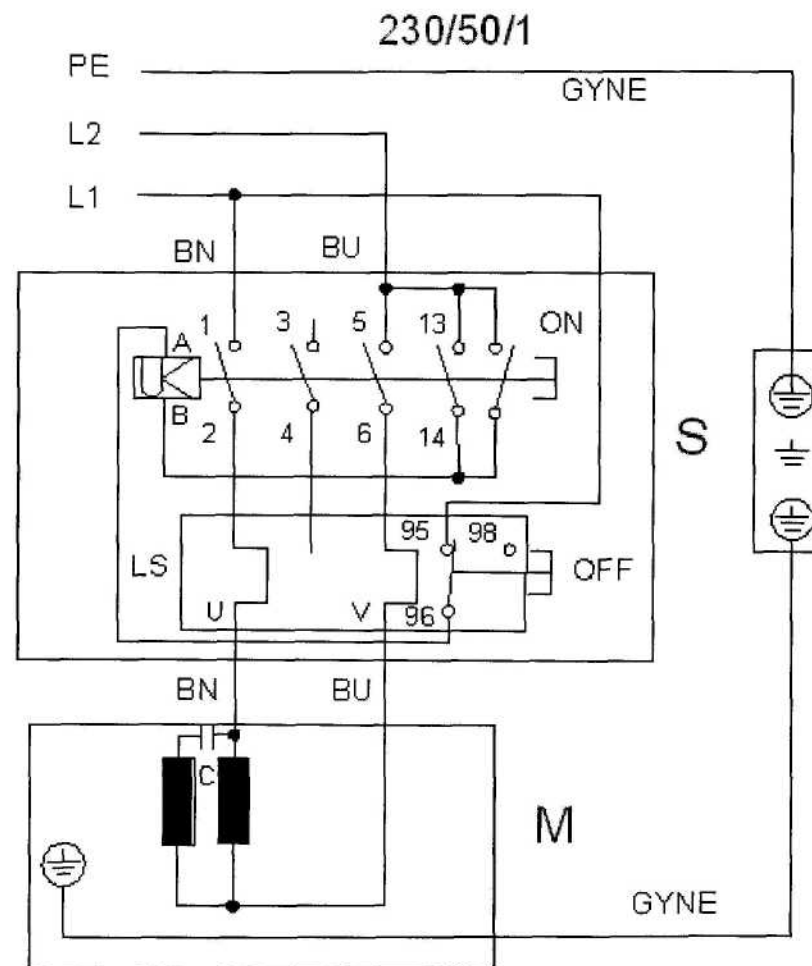 230/50/1
PE
GYNE
L2
L1
BN BU
1 3 5 13 ON
A
B
2 4 6 14
S
95 98
LS OFF
U V 96
BN BU
C
M
GYNE